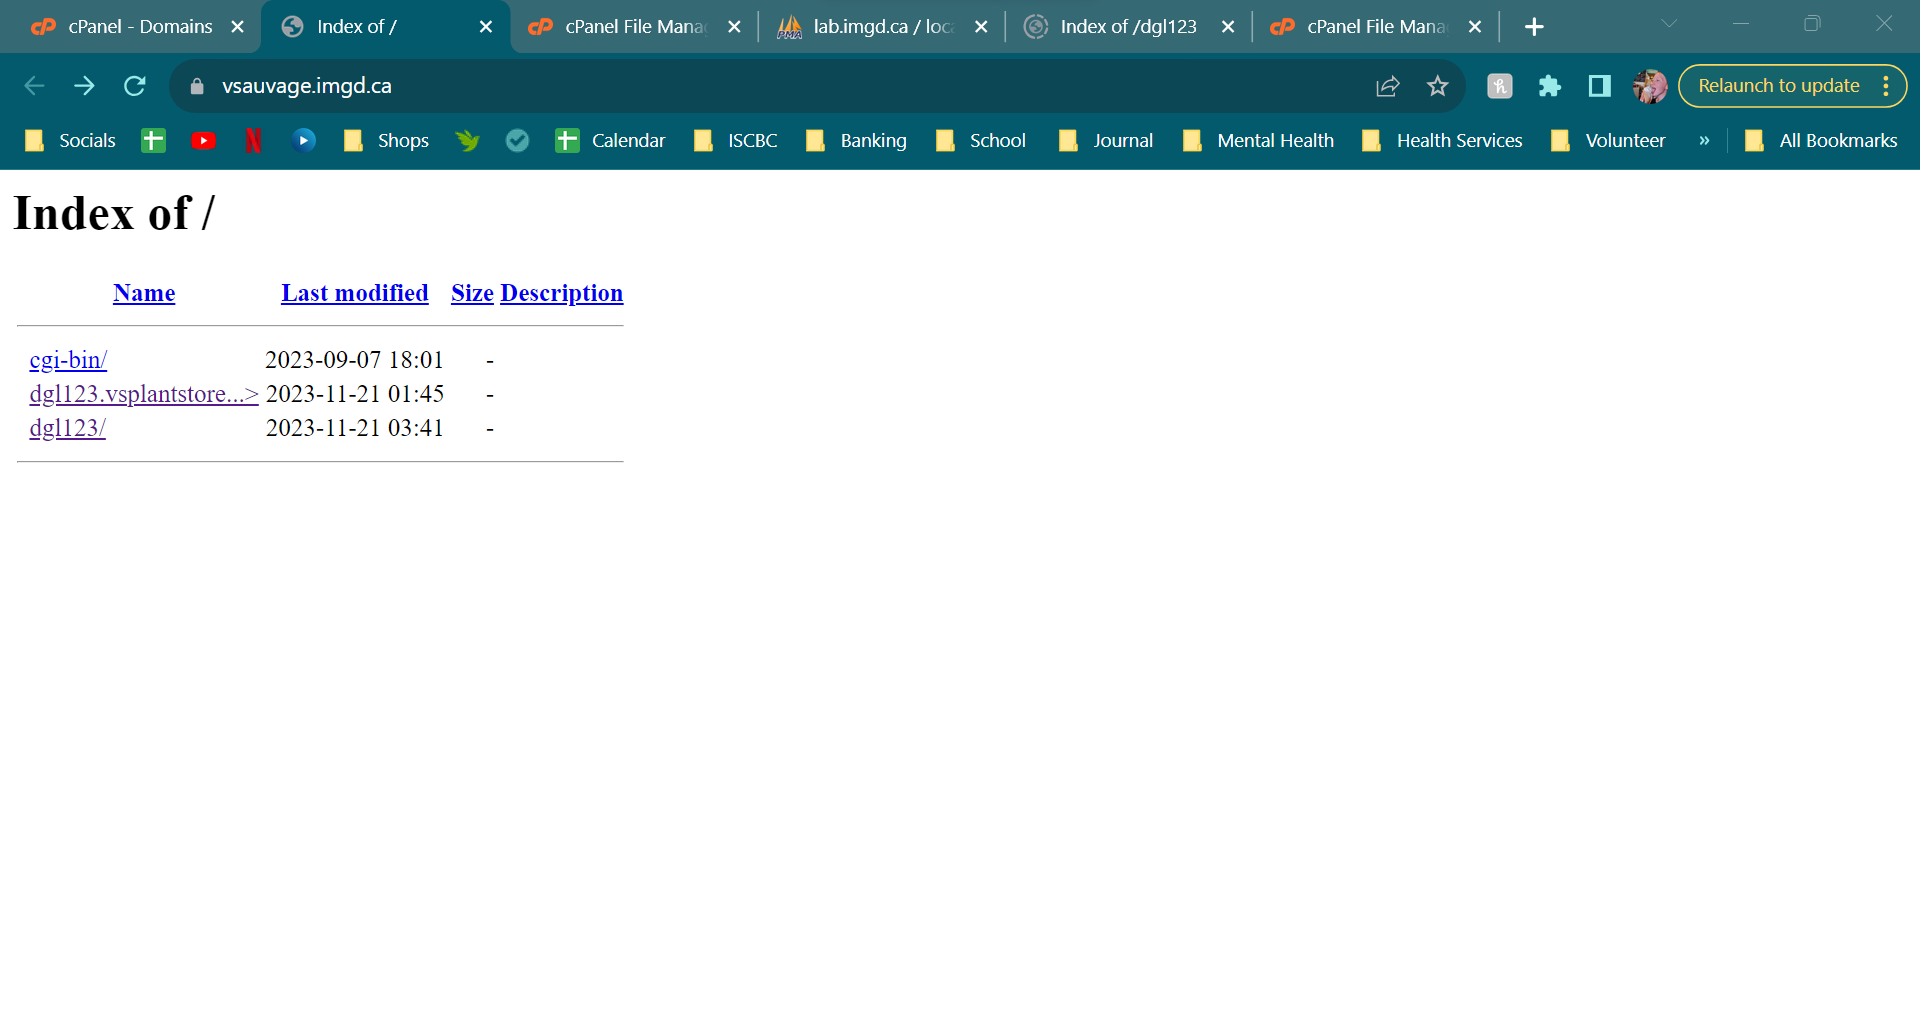 cPanel - Domains Index of / cPanel File Mana lab.imgd.ca / loc Index of /dgl123 cPanel File Mana
vsauvage.imgd.ca Relaunch to update
Socials Shops Calendar ISCBC Banking School Journal Mental Health Health Services Volunteer » All Bookmarks
Index of /
Name Last modified Size Description
cgi-bin/ 2023-09-07 18:01 -
dgl123.vsplantstore...> 2023-11-21 01:45 -
dgl123/ 2023-11-21 03:41 -